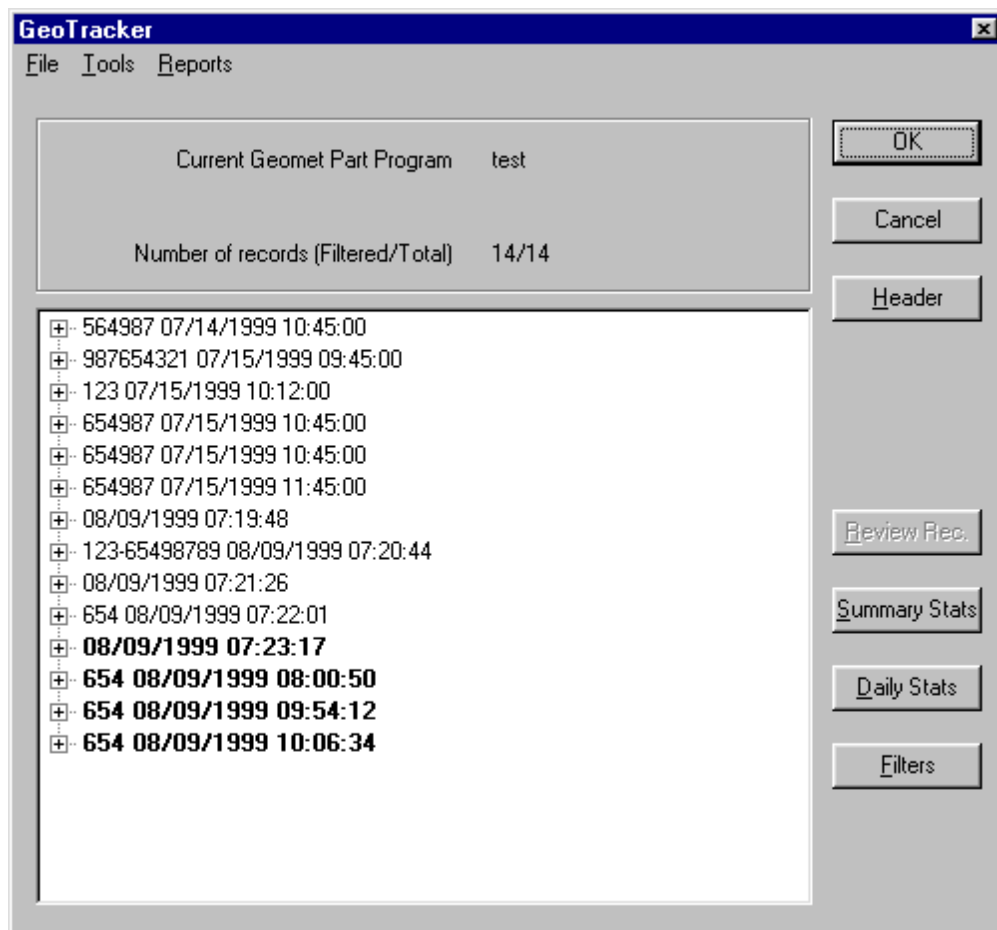 GeoTracker
File Tools Reports
Current Geomet Part Program test
Number of records (Filtered/Total) 14/14
OK
Cancel
Header
564987 07/14/1999 10:45:00
987654321 07/15/1999 09:45:00
123 07/15/1999 10:12:00
654987 07/15/1999 10:45:00
654987 07/15/1999 10:45:00
654987 07/15/1999 11:45:00
08/09/1999 07:19:48
123-65498789 08/09/1999 07:20:44
08/09/1999 07:21:26
654 08/09/1999 07:22:01
08/09/1999 07:23:17
654 08/09/1999 08:00:50
654 08/09/1999 09:54:12
654 08/09/1999 10:06:34
Review Rec.
Summary Stats
Daily Stats
Filters